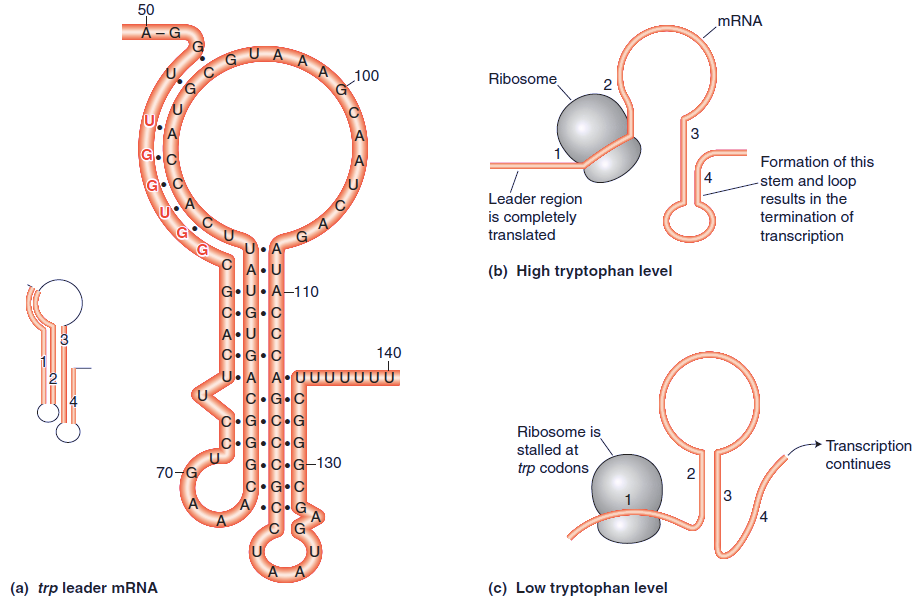 50
A – G
G U U G G U G G C G C A C U U C C U G A A A C G G G C A G U G U A U U C A C C A U G C G U A A A G C A A U C A G A U A C C C A G C C C G C C U A A U G A G C G G G C U U U U U U U
100
110
140
130
70
1
2
3
4
(a) trp leader mRNA
mRNA
Ribosome
2
1
3
4
Leader region
is completely
translated
Formation of this
stem and loop
results in the
termination of
transcription
(b) High tryptophan level
Ribosome is
stalled at
trp codons
1
2
3
4
Transcription
continues
(c) Low tryptophan level